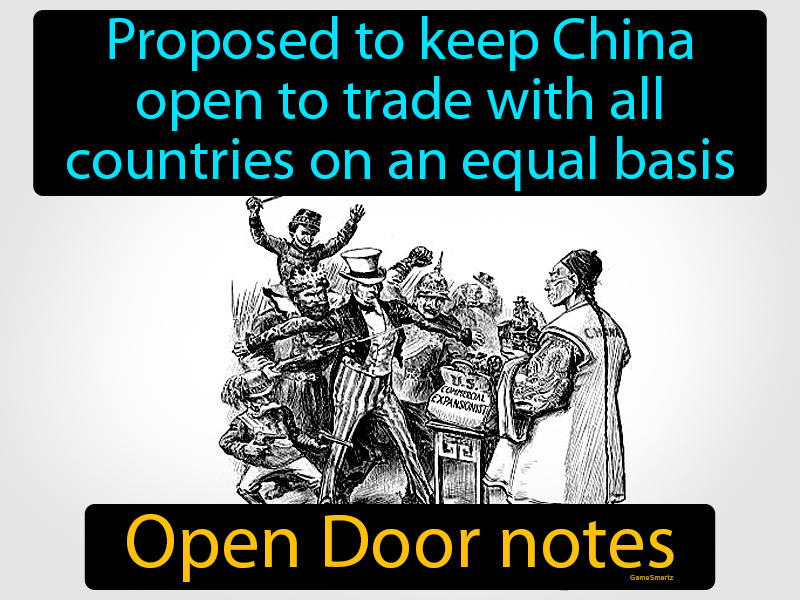 Proposed to keep China
open to trade with all
countries on an equal basis
CHINA
U.S.
COMMERCIAL
EXPANSIONIST
Open Door notes
GameSmartz